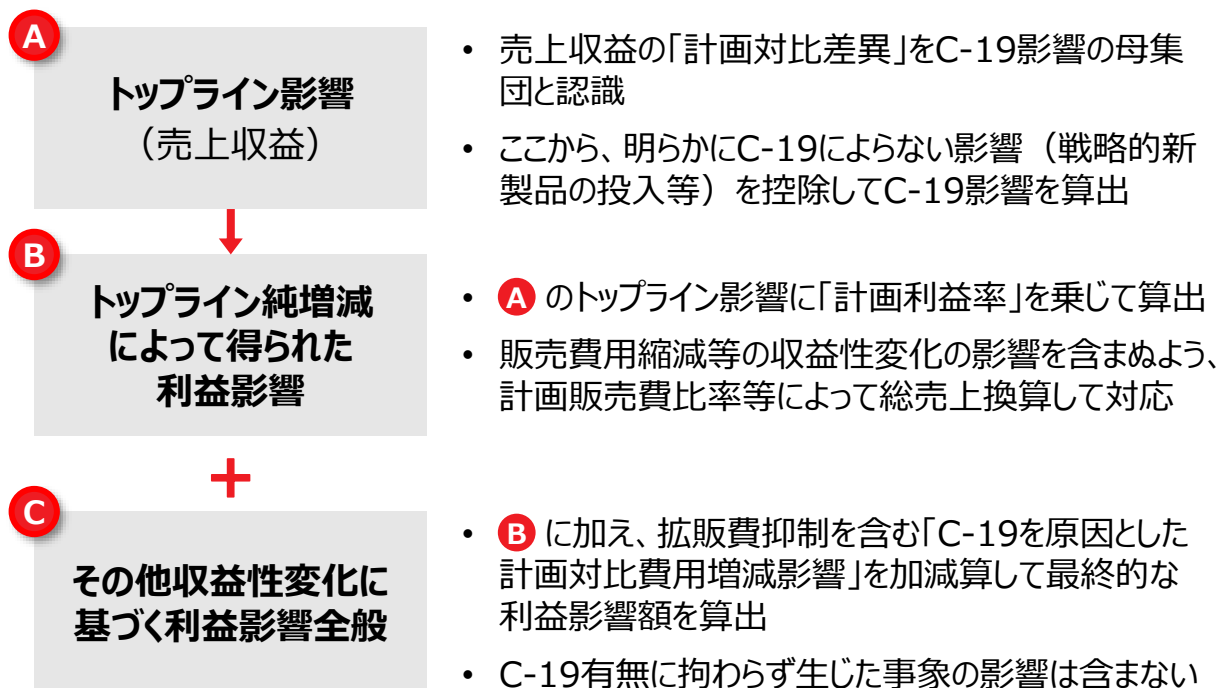 A
トップライン影響
（売上収益）
• 売上収益の「計画対比差異」をC-19影響の母集
団と認識
• ここから、明らかにC-19によらない影響（戦略的新
製品の投入等）を控除してC-19影響を算出
B
トップライン純増減
によって得られた
利益影響
• A のトップライン影響に「計画利益率」を乗じて算出
• 販売費用縮減等の収益性変化の影響を含まぬよう、
計画販売費比率等によって総売上換算して対応
+
C
その他収益性変化に
基づく利益影響全般
• B に加え、拡販費抑制を含む「C-19を原因とした
計画対比費用増減影響」を加減算して最終的な
利益影響額を算出
• C-19有無に拘わらず生じた事象の影響は含まない